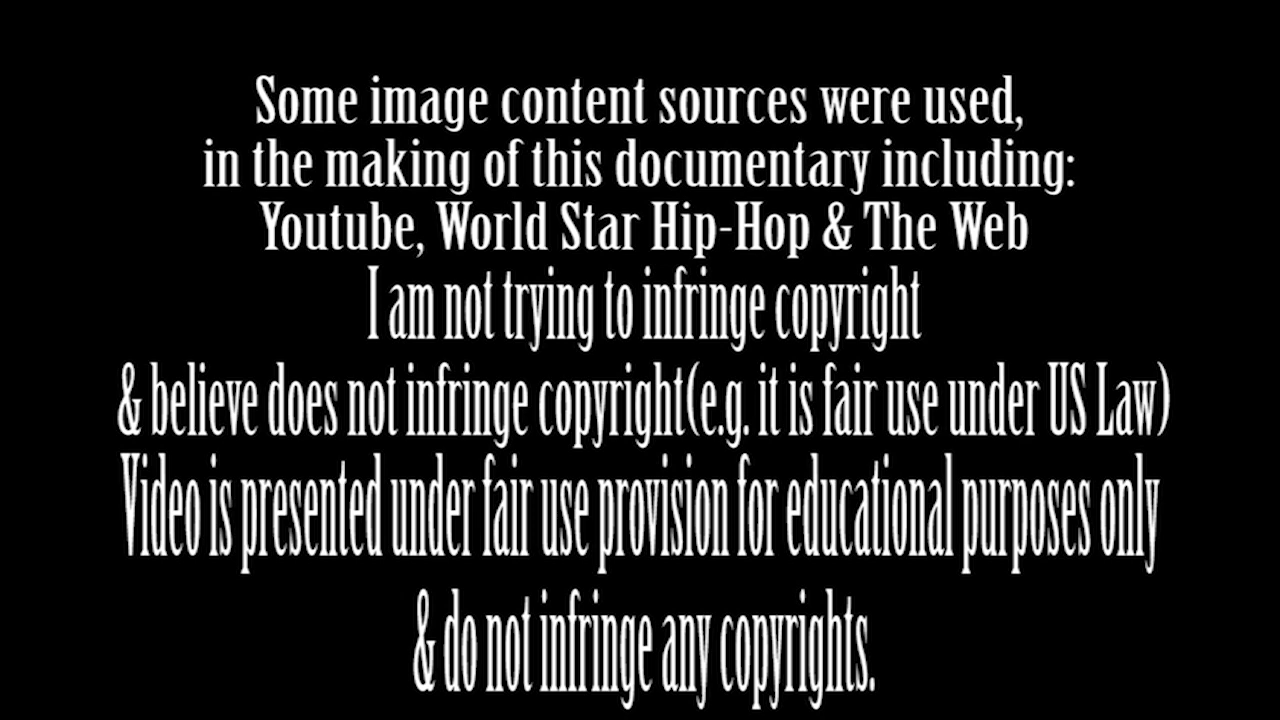 Some image content sources were used,
in the making of this documentary including:
Youtube, World Star Hip-Hop & The Web
I am not trying to infringe copyright
& believe does not infringe copyright(e.g. it is fair use under US Law)
Video is presented under fair use provision for educational purposes only
& do not infringe any copyrights.